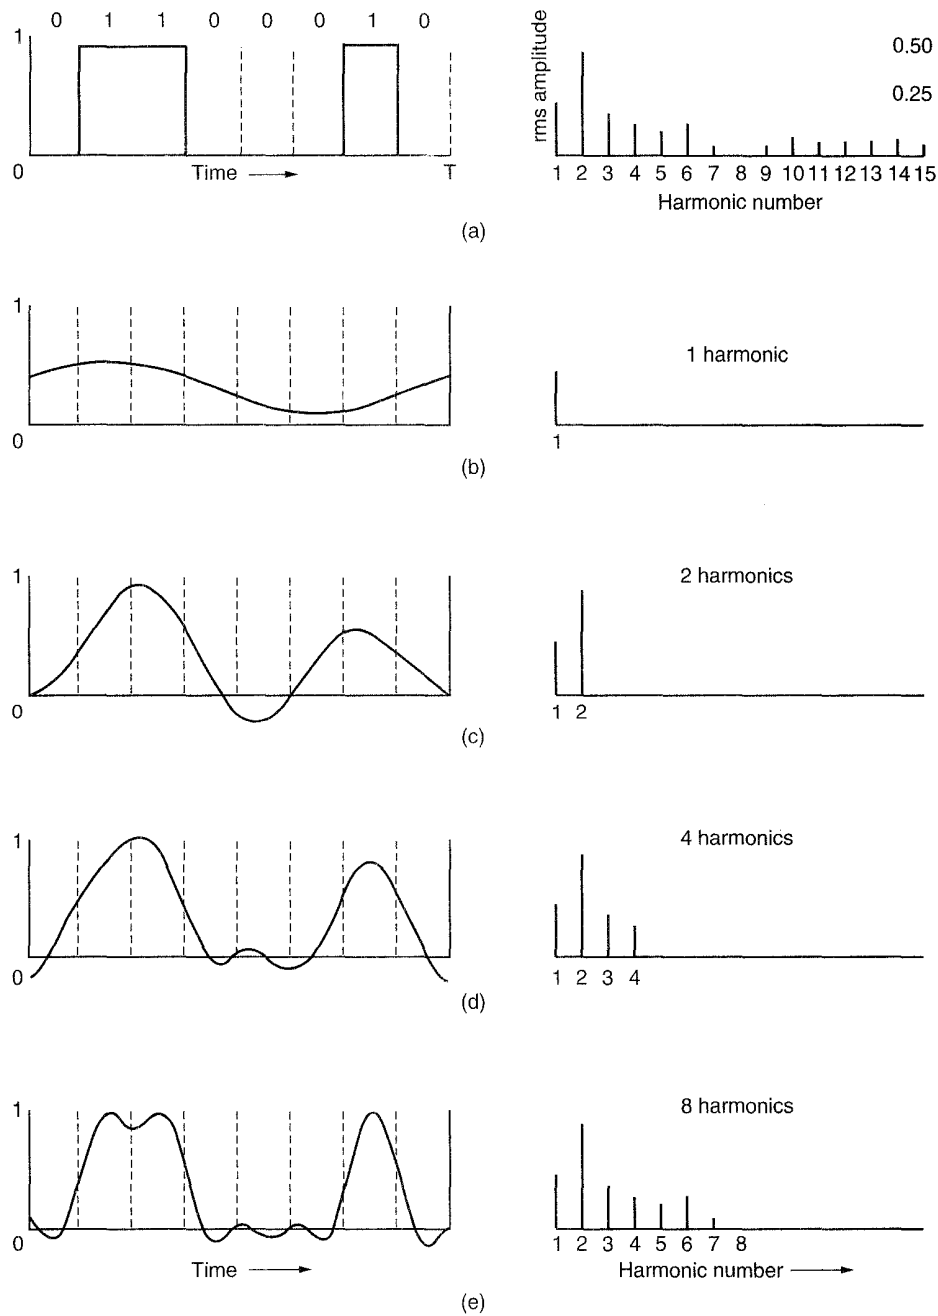 0 1 1 0 0 0 1 0
1
0
Time
T
rms amplitude
0.50
0.25
1 2 3 4 5 6 7 8 9 10 11 12 13 14 15
Harmonic number
(a)
1
0
1 harmonic
1
(b)
1
0
2 harmonics
1 2
(c)
1
0
4 harmonics
1 2 3 4
(d)
1
0
Time
8 harmonics
1 2 3 4 5 6 7 8
Harmonic number
(e)